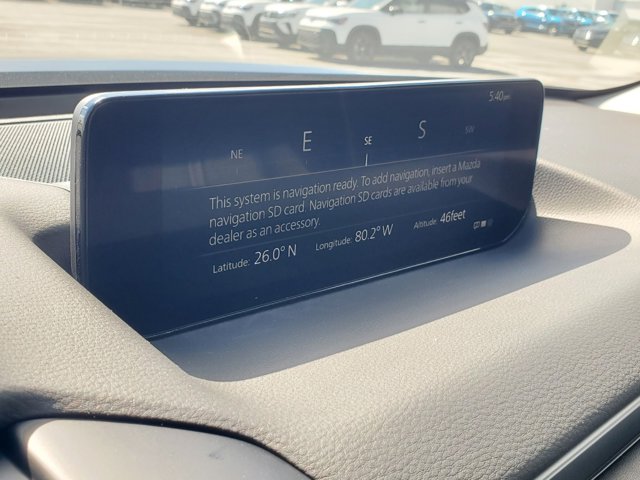 5:40pm
NE E SE S SW
This system is navigation ready. To add navigation, insert a Mazda
navigation SD card. Navigation SD cards are available from your
dealer as an accessory.
Latitude: 26.0° N Longitude: 80.2° W Altitude: 46feet